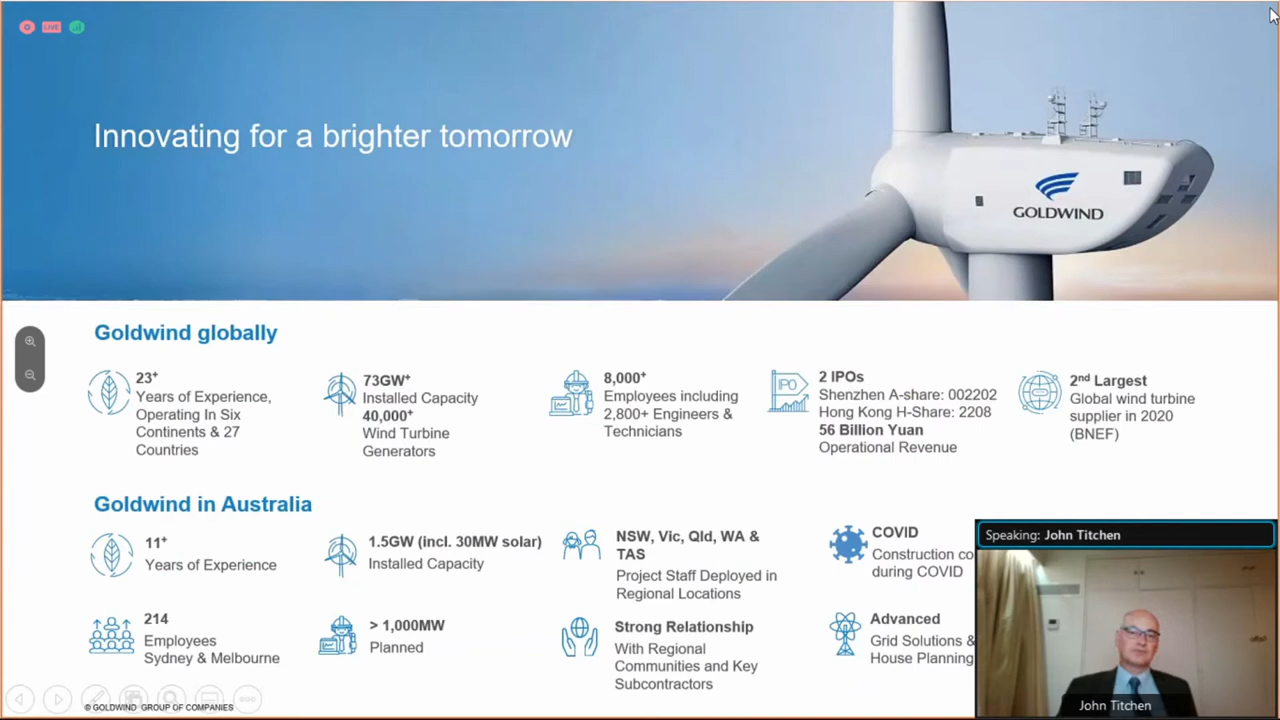 LIVE
Innovating for a brighter tomorrow
GOLDWIND
Goldwind globally
23+
Years of Experience,
Operating In Six
Continents & 27
Countries
73GW+
Installed Capacity
40,000+
Wind Turbine
Generators
8,000+
Employees including
2,800+ Engineers &
Technicians
IPO
2 IPOs
Shenzhen A-share: 002202
Hong Kong H-Share: 2208
56 Billion Yuan
Operational Revenue
2nd Largest
Global wind turbine
supplier in 2020
(BNEF)
Goldwind in Australia
11+
Years of Experience
1.5GW (incl. 30MW solar)
Installed Capacity
NSW, Vic, Qld, WA &
TAS
Project Staff Deployed in
Regional Locations
COVID
Construction co
during COVID
214
Employees
Sydney & Melbourne
> 1,000MW
Planned
Strong Relationship
With Regional
Communities and Key
Subcontractors
Advanced
Grid Solutions &
House Planning
Speaking: John Titchen
John Titchen
© GOLDWIND GROUP OF COMPANIES